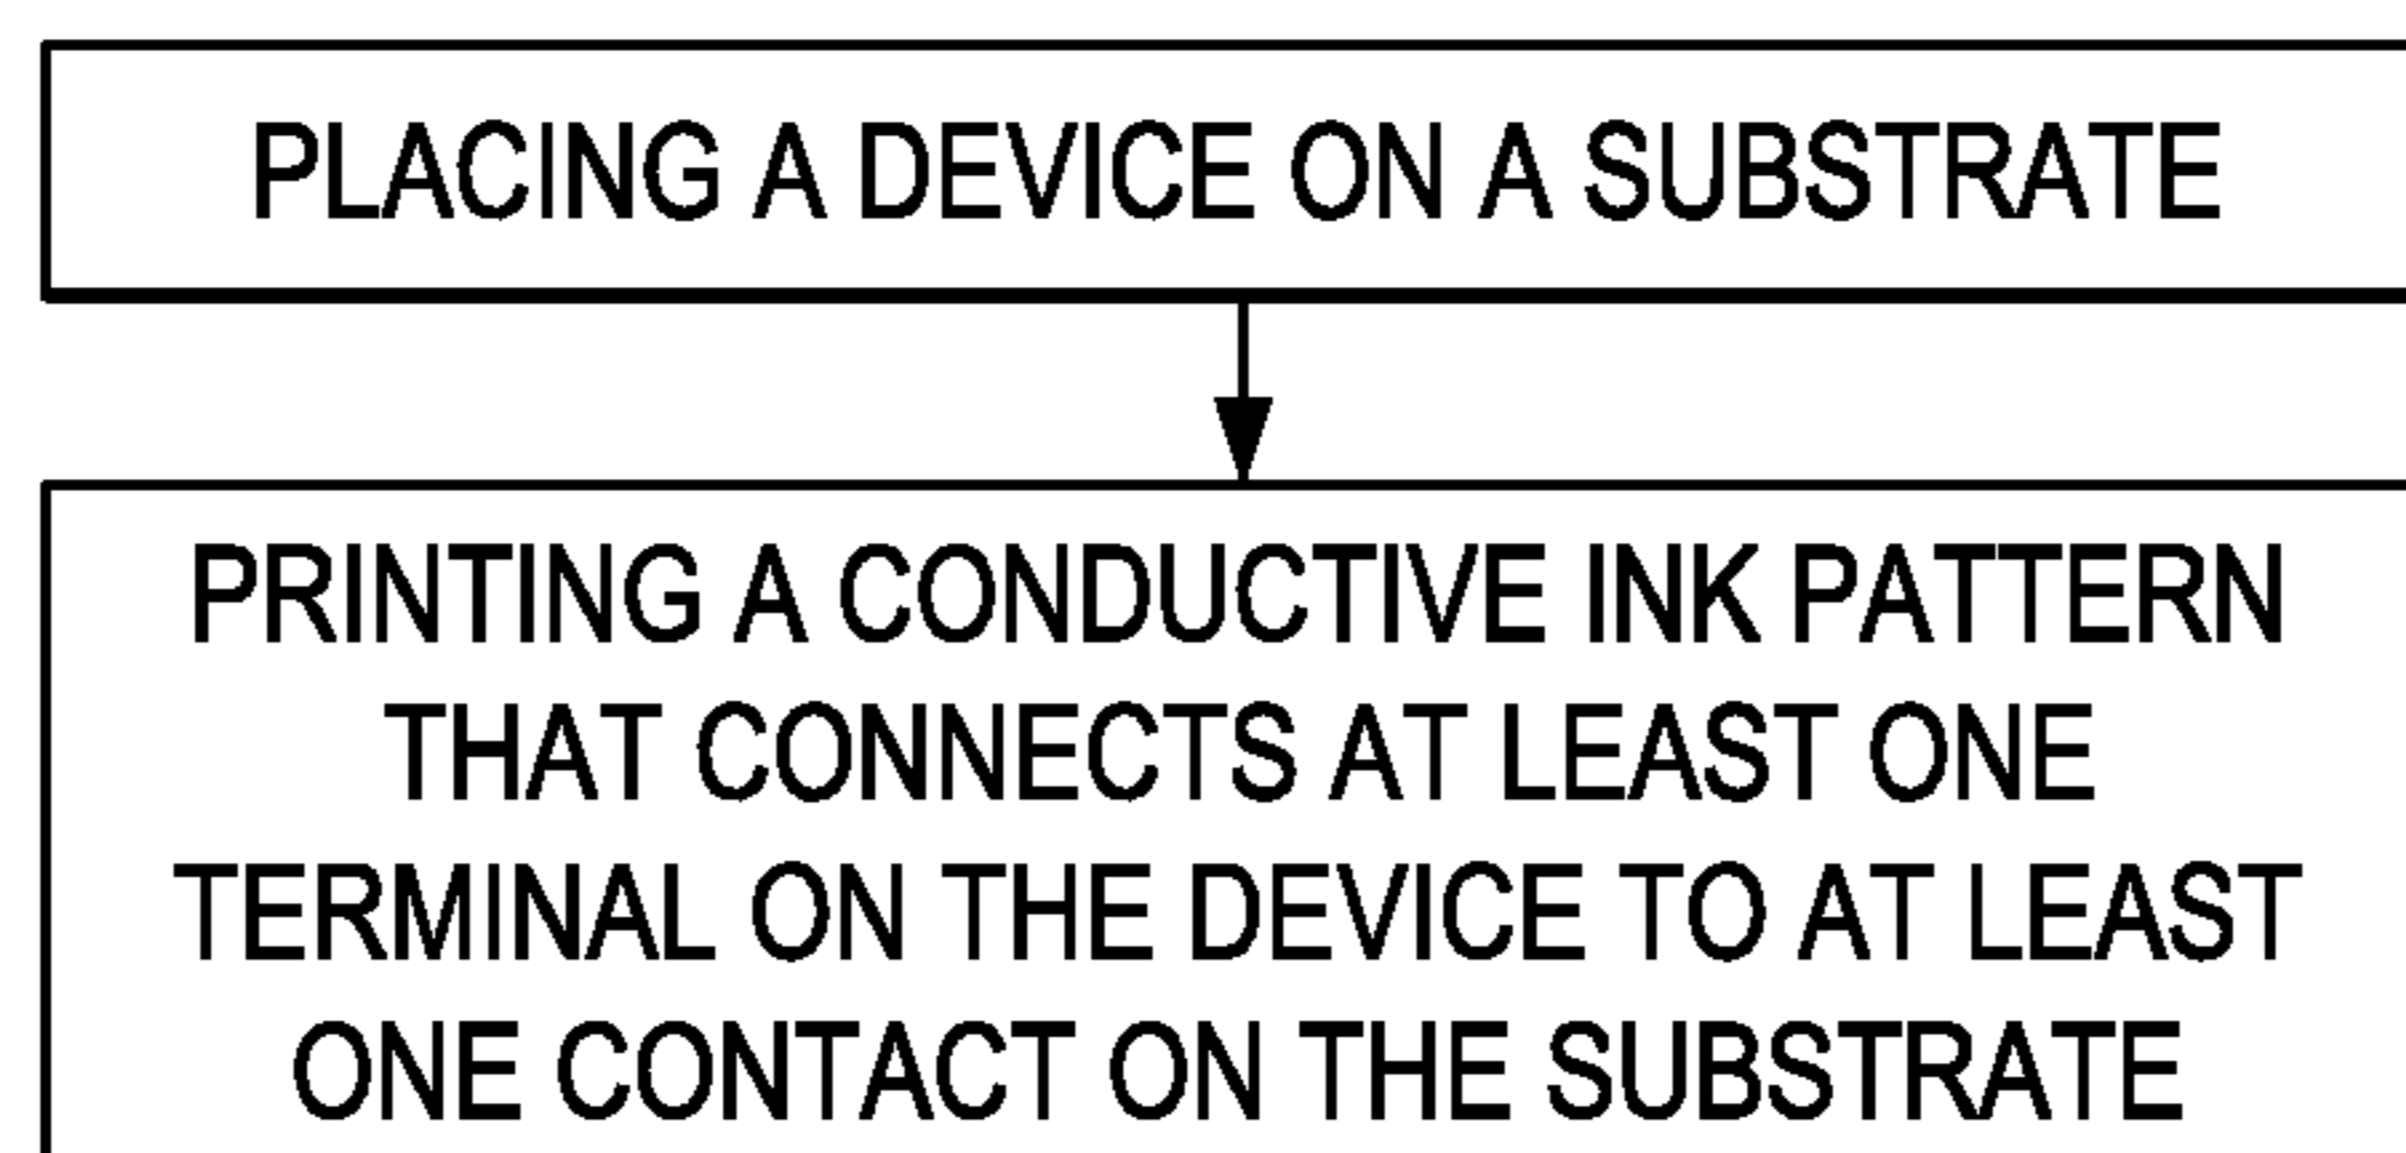 PLACING A DEVICE ON A SUBSTRATE
PRINTING A CONDUCTIVE INK PATTERN
THAT CONNECTS AT LEAST ONE
TERMINAL ON THE DEVICE TO AT LEAST
ONE CONTACT ON THE SUBSTRATE